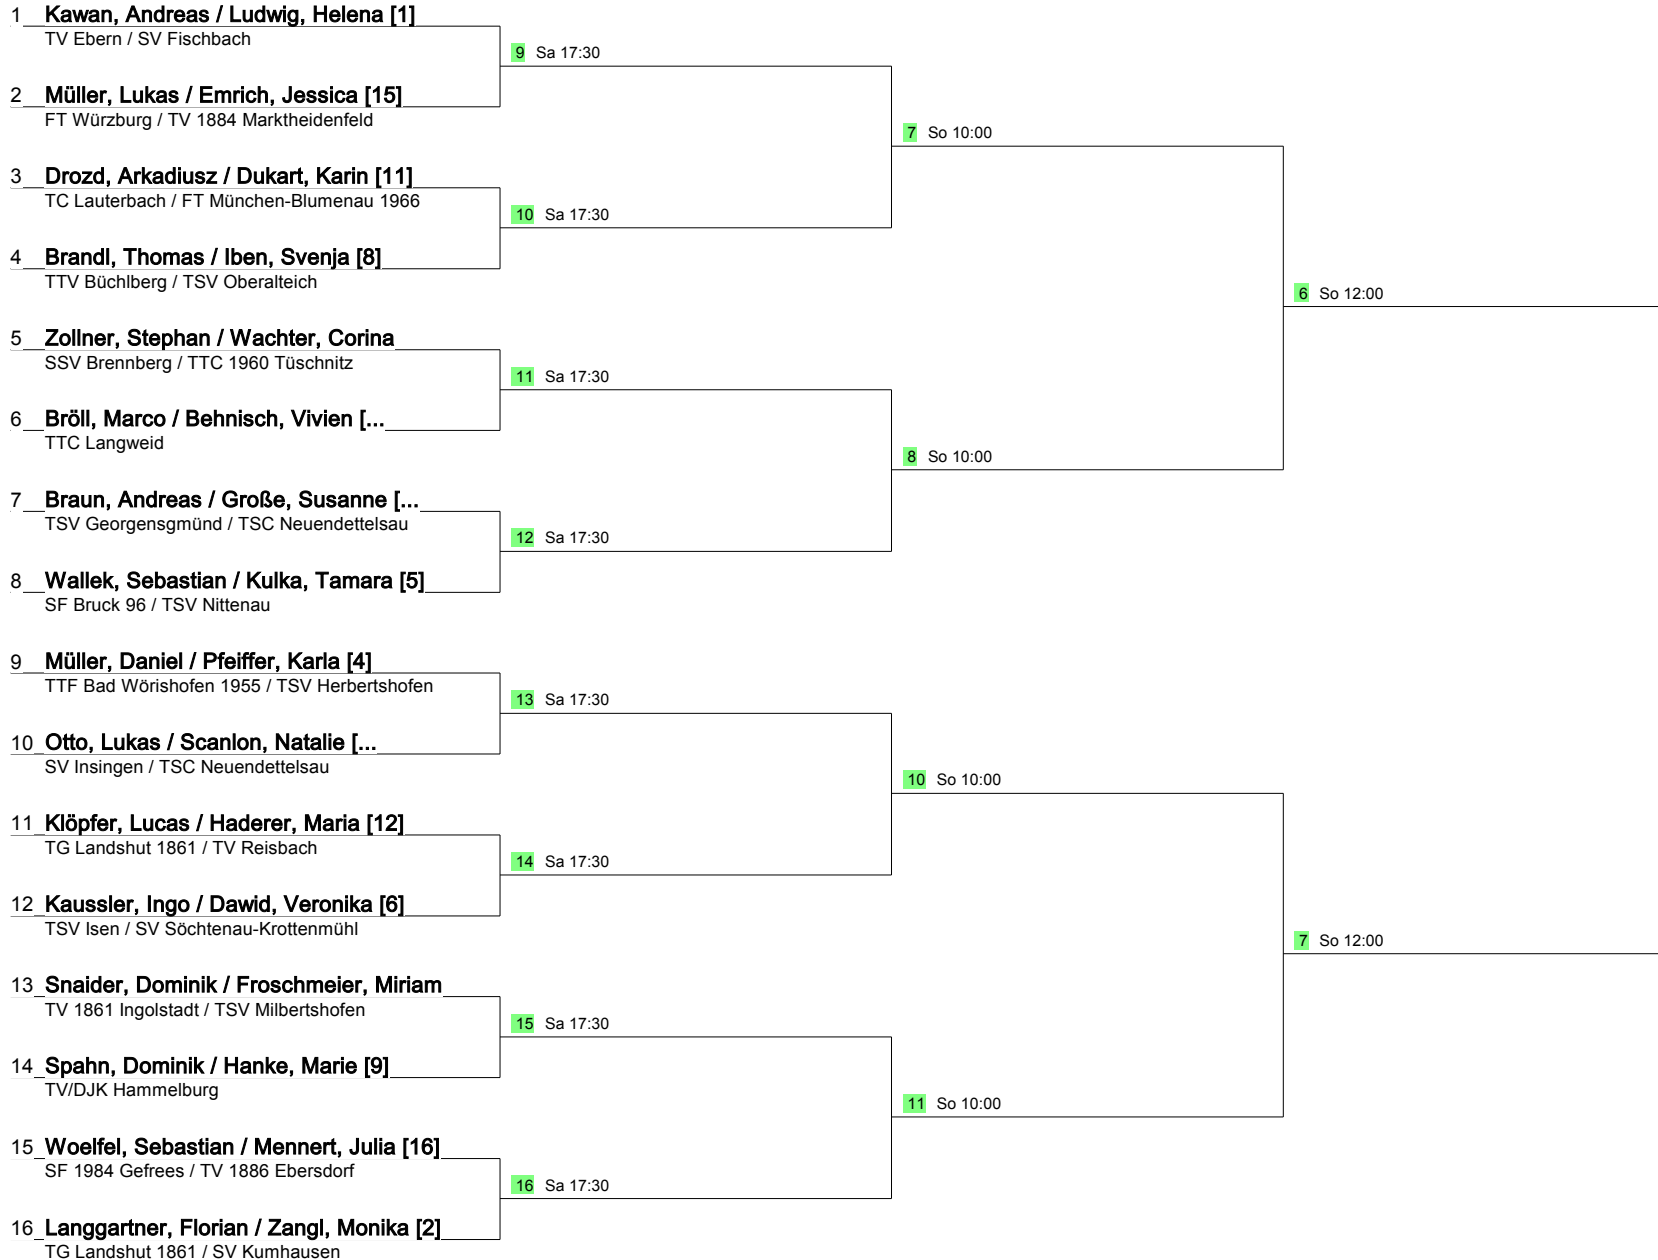 1 Kawan, Andreas / Ludwig, Helena [1]
TV Ebern / SV Fischbach
9 Sa 17:30
2 Müller, Lukas / Emrich, Jessica [15]
FT Würzburg / TV 1884 Marktheidenfeld
7 So 10:00
3 Drozd, Arkadiusz / Dukart, Karin [11]
TC Lauterbach / FT München-Blumenau 1966
10 Sa 17:30
4 Brandl, Thomas / Iben, Svenja [8]
TTV Büchlberg / TSV Oberalteich
6 So 12:00
5 Zollner, Stephan / Wachter, Corina
SSV Brennberg / TTC 1960 Tüschnitz
11 Sa 17:30
6 Bröll, Marco / Behnisch, Vivien [...
TTC Langweid
8 So 10:00
7 Braun, Andreas / Große, Susanne [...
TSV Georgensgmünd / TSC Neuendettelsau
12 Sa 17:30
8 Wallek, Sebastian / Kulka, Tamara [5]
SF Bruck 96 / TSV Nittenau
9 Müller, Daniel / Pfeiffer, Karla [4]
TTF Bad Wörishofen 1955 / TSV Herbertshofen
13 Sa 17:30
10 Otto, Lukas / Scanlon, Natalie [...
SV Insingen / TSC Neuendettelsau
10 So 10:00
11 Klöpfer, Lucas / Haderer, Maria [12]
TG Landshut 1861 / TV Reisbach
14 Sa 17:30
12 Kaussler, Ingo / Dawid, Veronika [6]
TSV Isen / SV Söchtenau-Krottenmühl
7 So 12:00
13 Snaider, Dominik / Froschmeier, Miriam
TV 1861 Ingolstadt / TSV Milbertshofen
15 Sa 17:30
14 Spahn, Dominik / Hanke, Marie [9]
TV/DJK Hammelburg
11 So 10:00
15 Woelfel, Sebastian / Mennert, Julia [16]
SF 1984 Gefrees / TV 1886 Ebersdorf
16 Sa 17:30
16 Langgartner, Florian / Zangl, Monika [2]
TG Landshut 1861 / SV Kumhausen